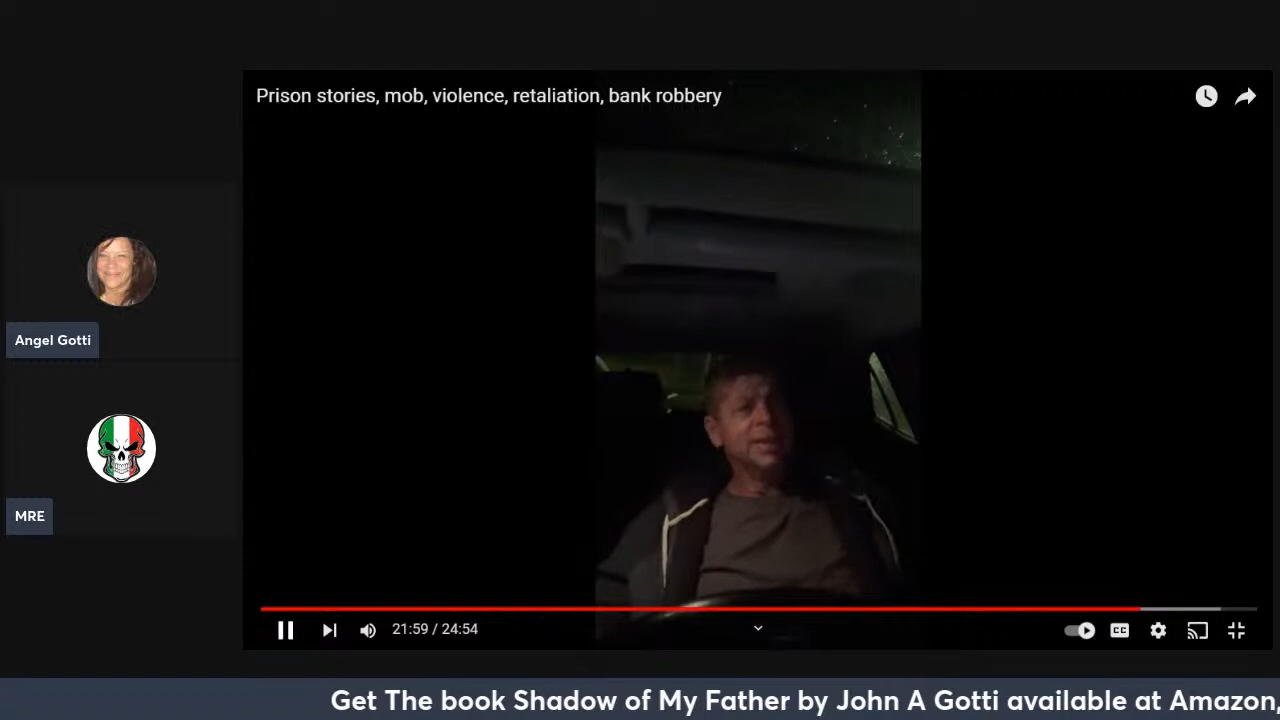 Prison stories, mob, violence, retaliation, bank robbery
Angel Gotti
MRE
21:59 / 24:54
CC
Get The book Shadow of My Father by John A Gotti available at Amazon,